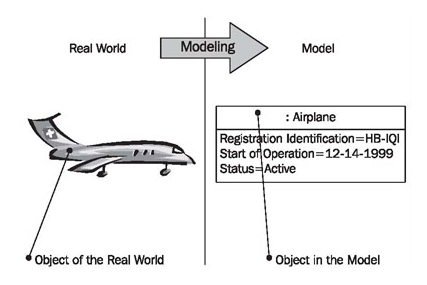 Real World
Modeling
Model
: Airplane
Registration Identification=HB-IQI
Start of Operation=12-14-1999
Status=Active
Object of the Real World
Object in the Model